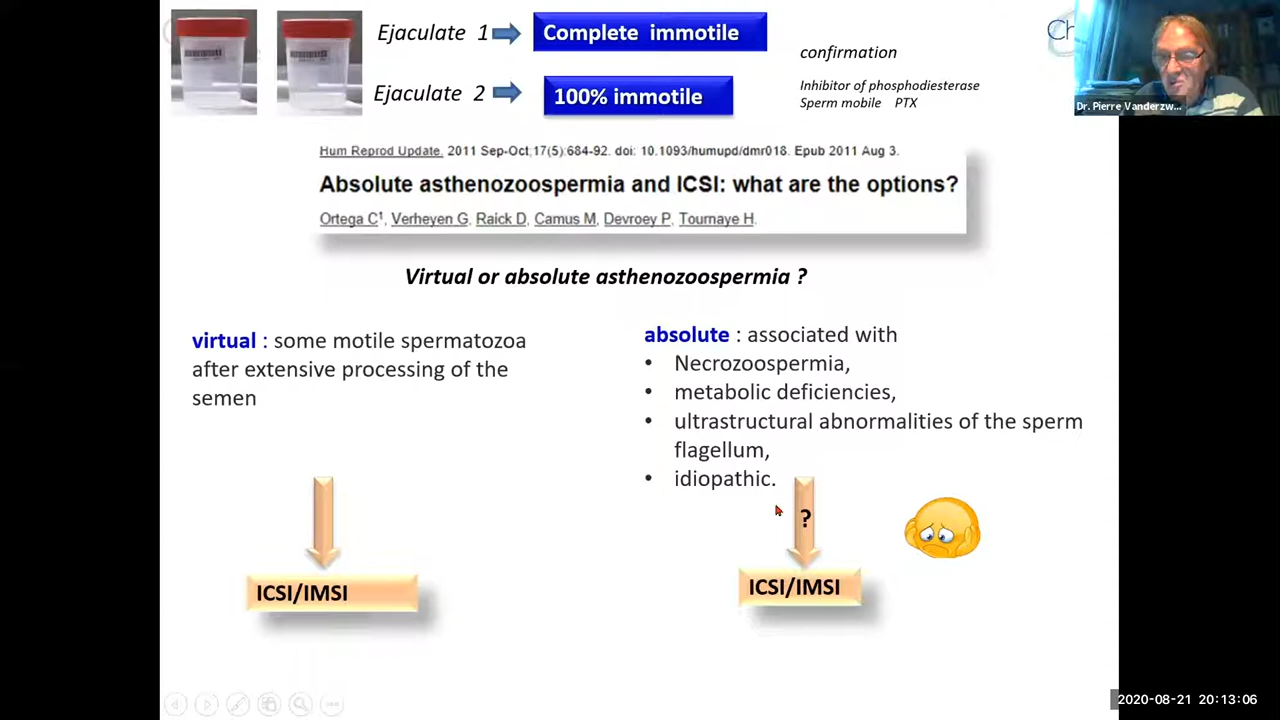 Ejaculate 1
Complete immotile
Ch
confirmation
Ejaculate 2
100% immotile
Inhibitor of phosphodiesterase
Sperm mobile PTX
Dr. Pierre Vanderzw...
Hum Reprod Update. 2011 Sep-Oct;17(5):684-92. doi: 10.1093/humupd/dmr018. Epub 2011 Aug 3.
Absolute asthenozoospermia and ICSI: what are the options?
Ortega C1, Verheyen G, Raick D, Camus M, Devroey P, Tournaye H.
Virtual or absolute asthenozoospermia ?
virtual : some motile spermatozoa
after extensive processing of the
semen
absolute : associated with
• Necrozoospermia,
• metabolic deficiencies,
• ultrastructural abnormalities of the sperm
flagellum,
• idiopathic.
?
ICSI/IMSI
ICSI/IMSI
2020-08-21 20:13:06